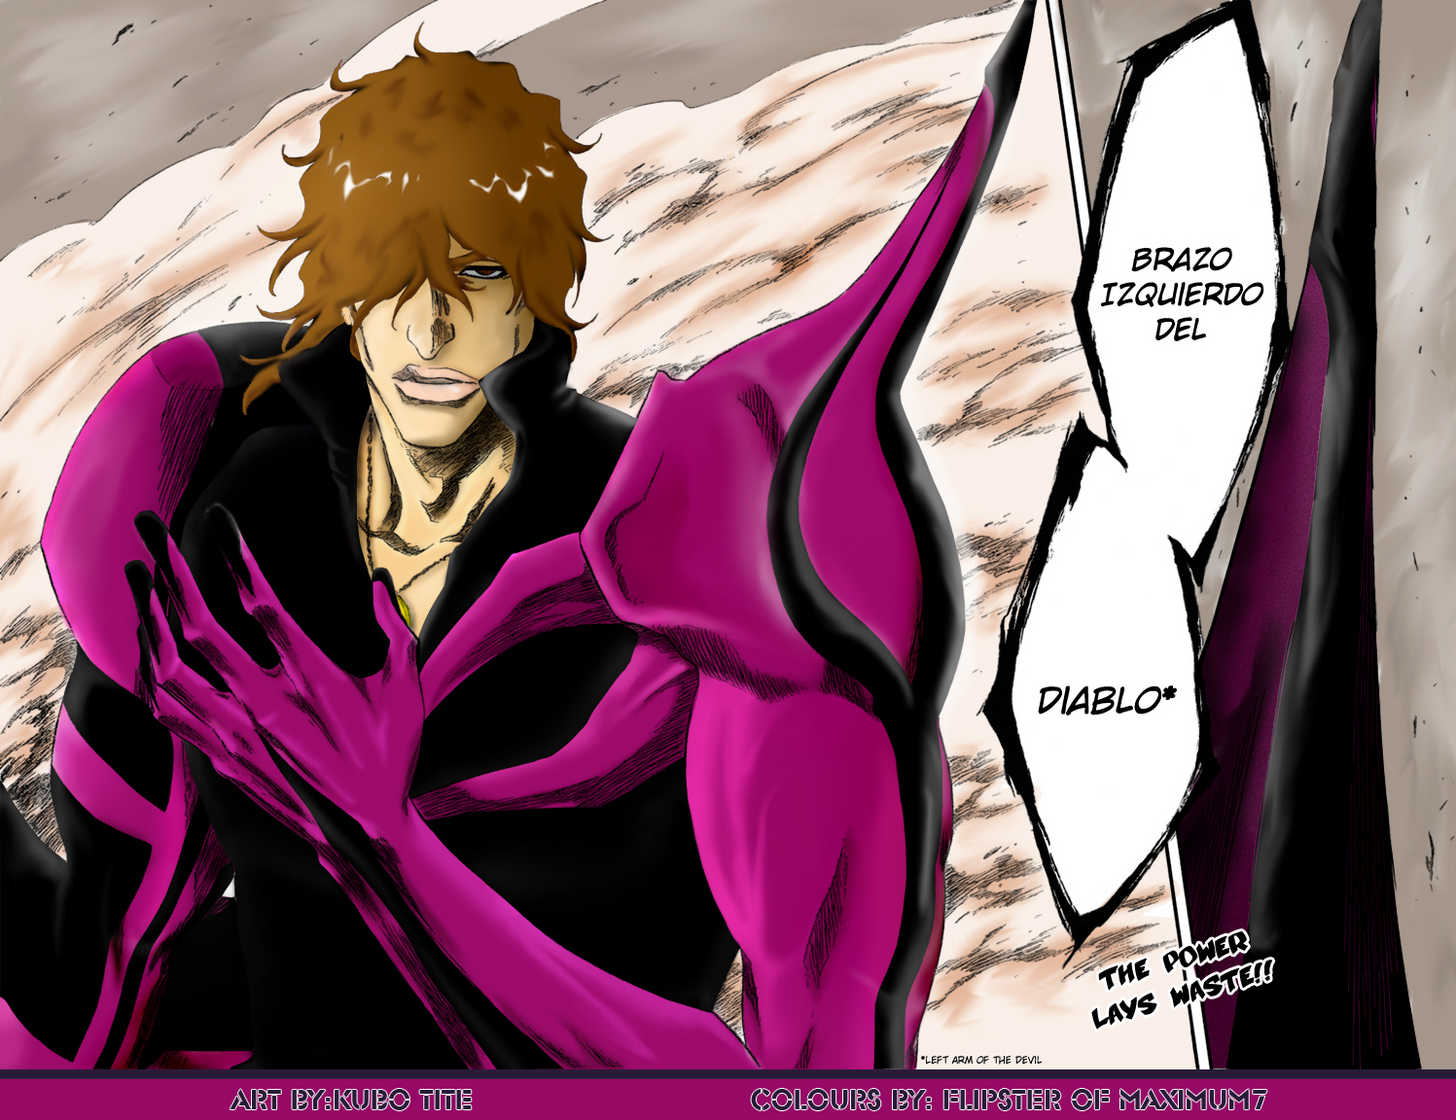 BRAZO
IZQUIERDO
DEL
DIABLO*
THE POWER
LAYS WASTE!!
*LEFT ARM OF THE DEVIL
ART BY:KUBO TITE
COLOURS BY: FLIPSTER OF MAXIMUM7